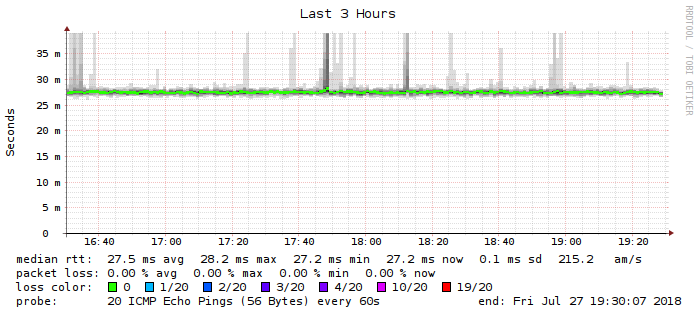 Last 3 Hours
RRDTOOL / TOBI OETIKER
Seconds
35 m
30 m
25 m
20 m
15 m
10 m
5 m
0
16:40 17:00 17:20 17:40 18:00 18:20 18:40 19:00 19:20
median rtt: 27.5 ms avg 28.2 ms max 27.2 ms min 27.2 ms now 0.1 ms sd 215.2 am/s
packet loss: 0.00 % avg 0.00 % max 0.00 % min 0.00 % now
loss color: 0 1/20 2/20 3/20 4/20 10/20 19/20
probe: 20 ICMP Echo Pings (56 Bytes) every 60s end: Fri Jul 27 19:30:07 2018